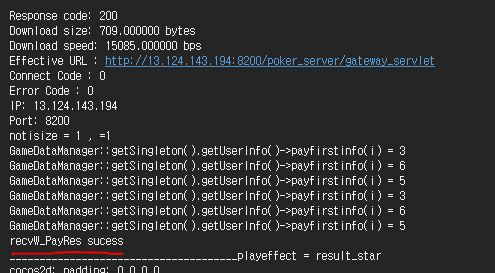 Response code: 200
Download size: 709.000000 bytes
Download speed: 15085.000000 bps
Effective URL : http://13.124.143.194:8200/poker_server/gateway_servlet
Connect Code : 0
Error Code : 0
IP: 13.124.143.194
Port: 8200
notisize = 1 , =1
GameDataManager::getSingleton().getUserInfo()->payfirstinfo(i) = 3
GameDataManager::getSingleton().getUserInfo()->payfirstinfo(i) = 6
GameDataManager::getSingleton().getUserInfo()->payfirstinfo(i) = 5
GameDataManager::getSingleton().getUserInfo()->payfirstinfo(i) = 3
GameDataManager::getSingleton().getUserInfo()->payfirstinfo(i) = 6
GameDataManager::getSingleton().getUserInfo()->payfirstinfo(i) = 5
recvW_PayRes sucess
______________________________________playeffect = result_star
cocos2d: padding: 0 0 0 0